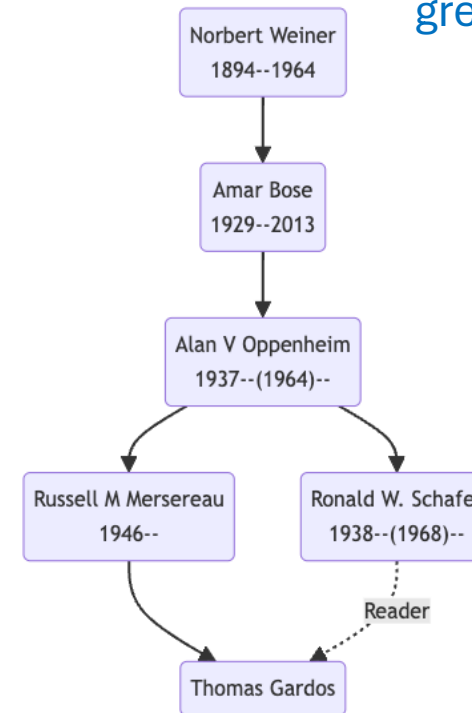 gre
Norbert Weiner
1894--1964
Amar Bose
1929--2013
Alan V Oppenheim
1937--(1964)--
Russell M Mersereau
1946--
Ronald W. Schafe
1938--(1968)--
Reader
Thomas Gardos